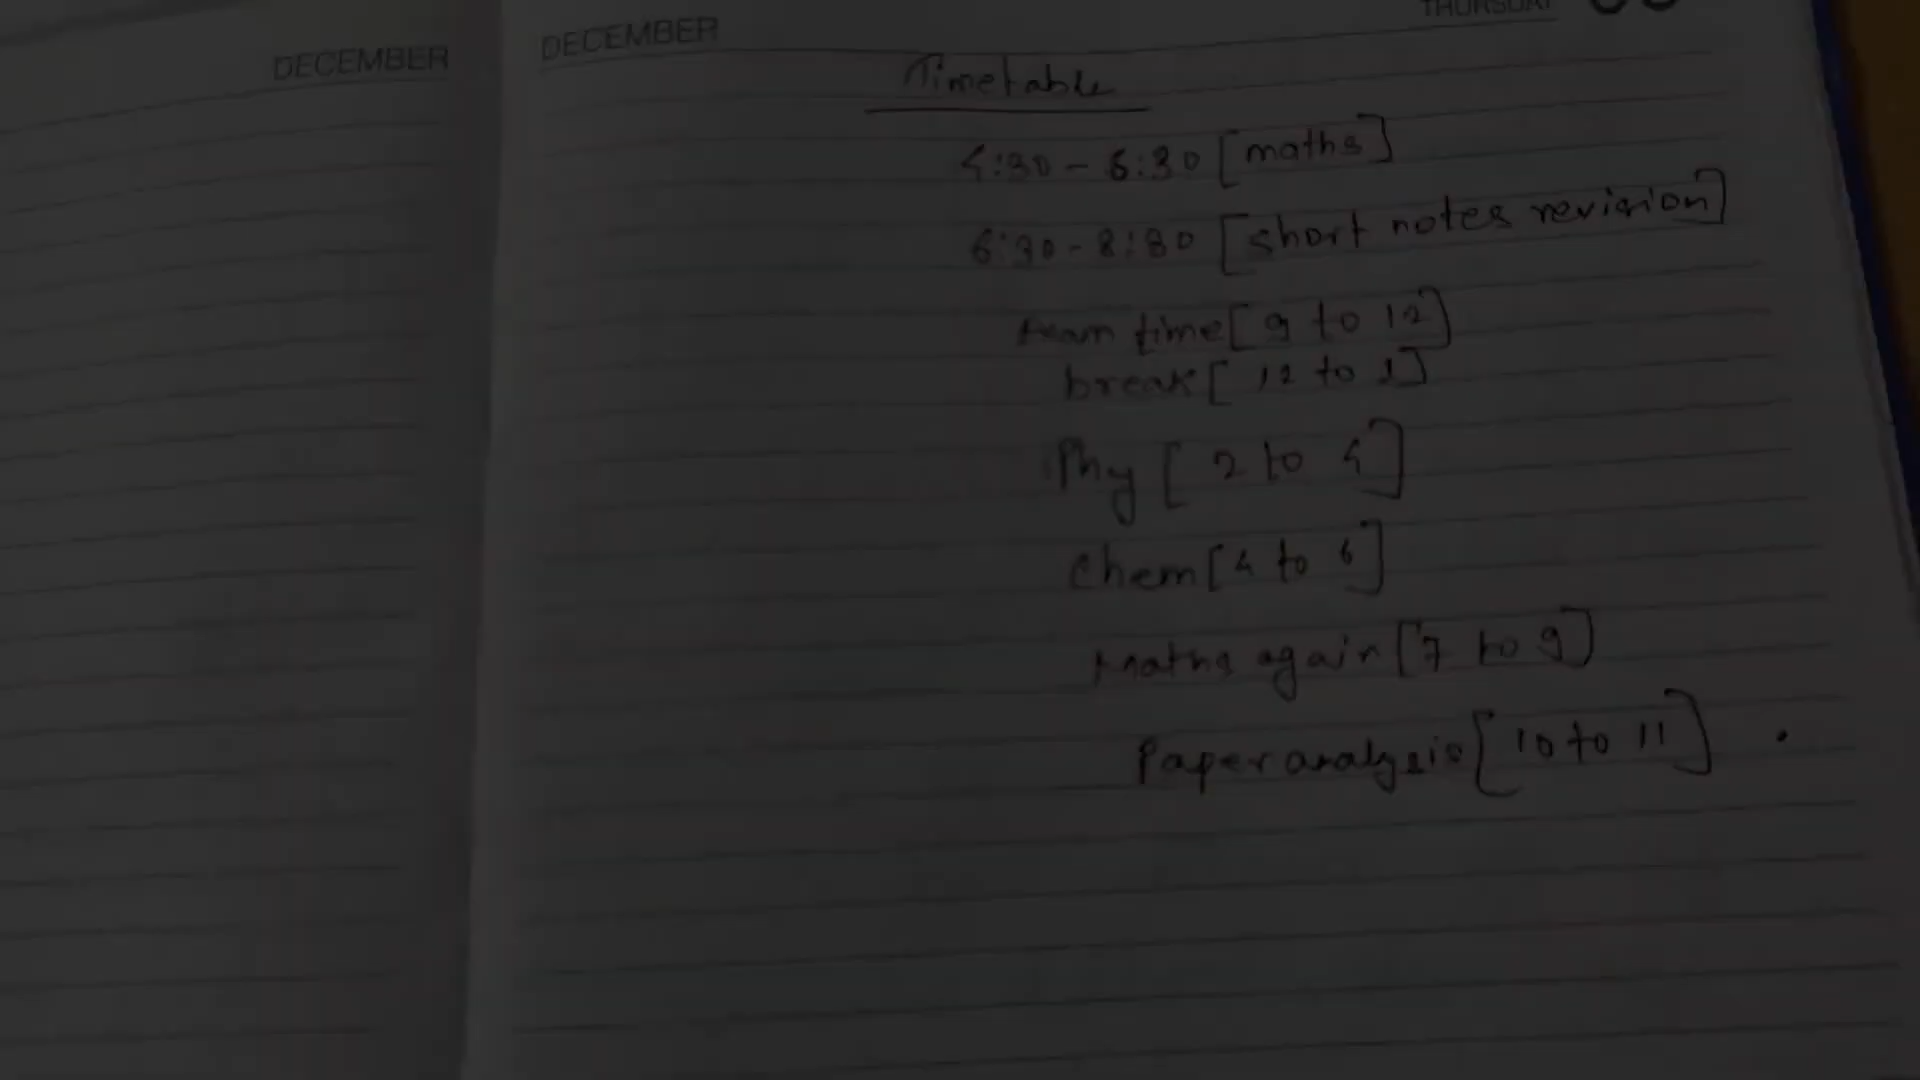 DECEMBER
DECEMBER
THURSDAY
Timetable
4:30 - 6:30 [maths]
6:30 - 8:30 [short notes revision]
time [9 to 12]
break [12 to 1]
Phy [2 to 4]
Chem [4 to 6]
Maths again [7 to 9]
Paper analysis [10 to 11]